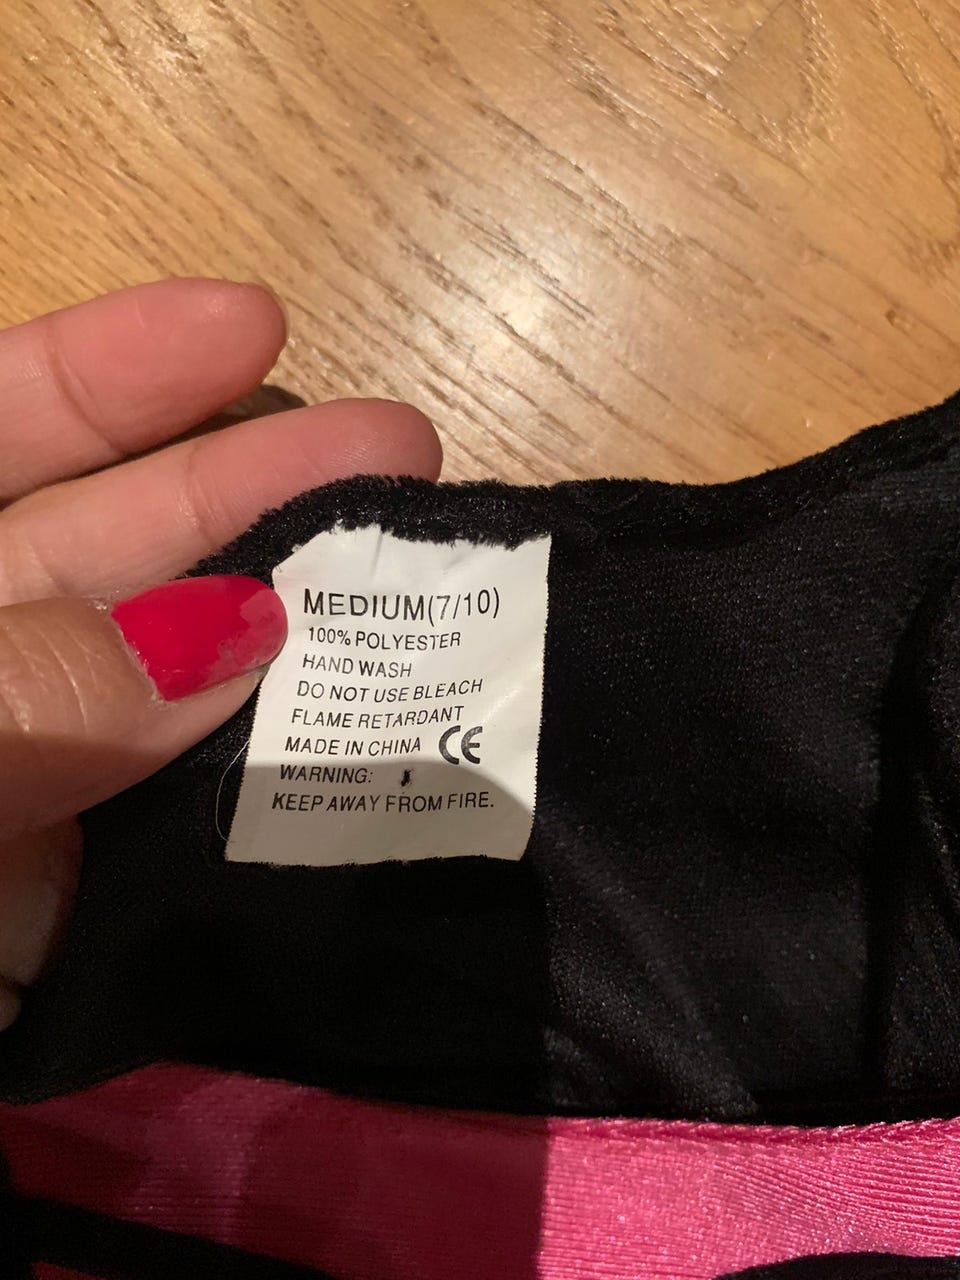 MEDIUM(7/10)
100% POLYESTER
HAND WASH
DO NOT USE BLEACH
FLAME RETARDANT
MADE IN CHINA CE
WARNING:
KEEP AWAY FROM FIRE.